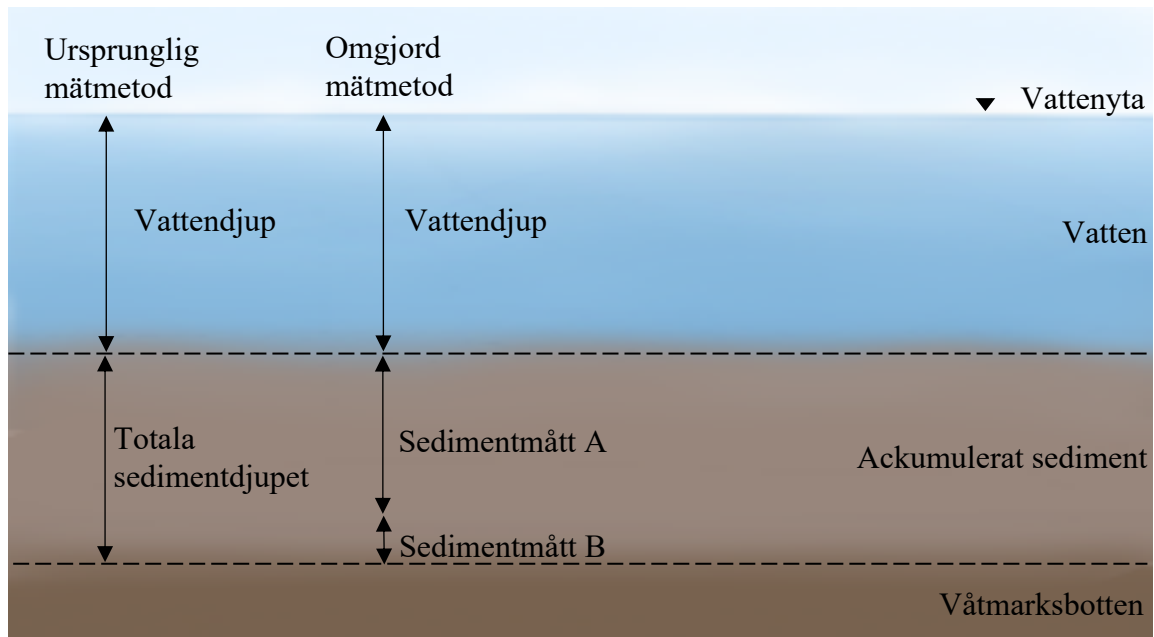 Ursprunglig
mätmetod
Omgjord
mätmetod
Vattenyta
Vattendjup
Vattendjup
Vatten
Totala
sedimentdjupet
Sedimentmått A
Ackumulerat sediment
Sedimentmått B
Våtmarksbotten